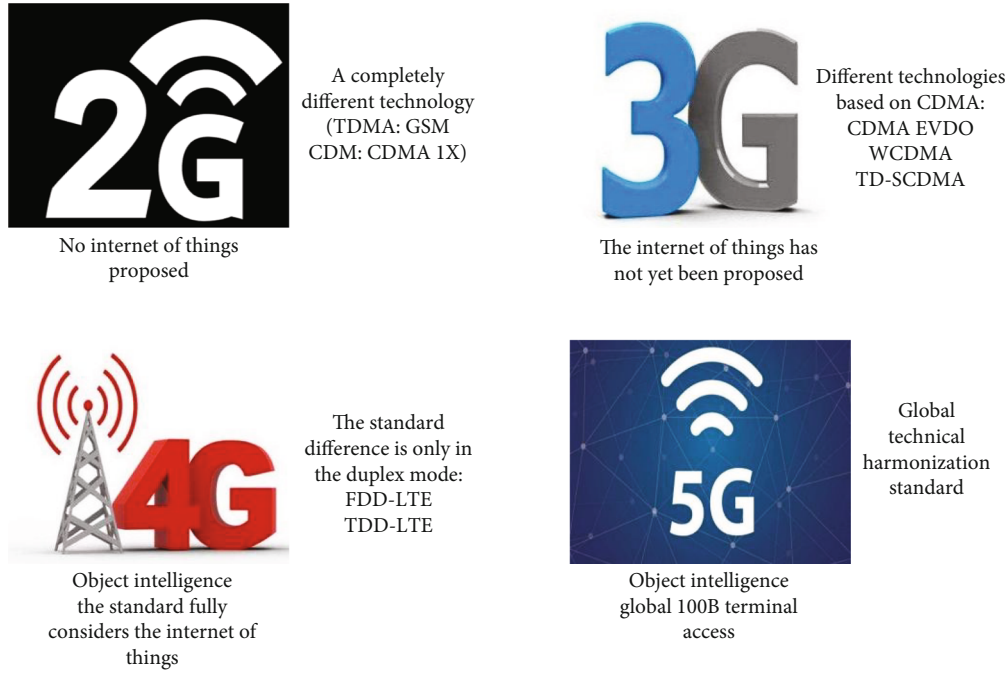 2G
A completely
different technology
(TDMA: GSM
CDM: CDMA 1X)
No internet of things
proposed
3G
Different technologies
based on CDMA:
CDMA EVDO
WCDMA
TD-SCDMA
The internet of things has
not yet been proposed
4G
The standard
difference is only in
the duplex mode:
FDD-LTE
TDD-LTE
Object intelligence
the standard fully
considers the internet of
things
5G
Global
technical
harmonization
standard
Object intelligence
global 100B terminal
access